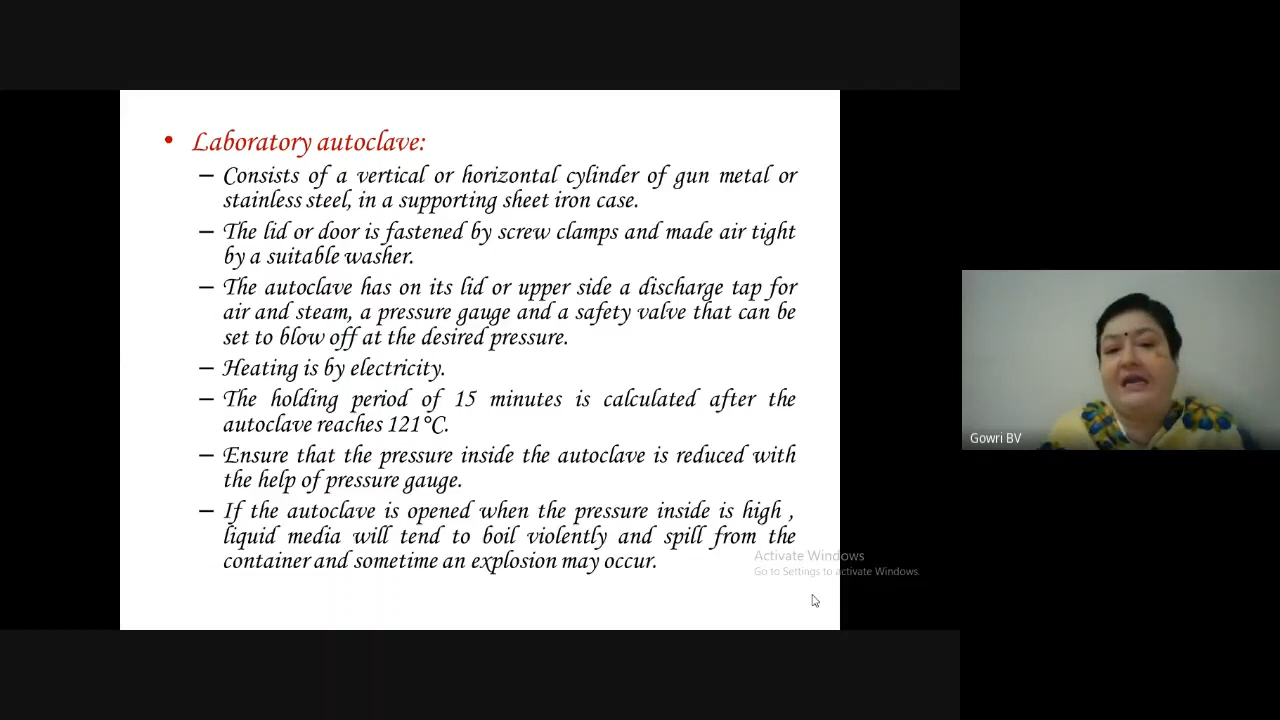 • Laboratory autoclave:
– Consists of a vertical or horizontal cylinder of gun metal or
stainless steel, in a supporting sheet iron case.
– The lid or door is fastened by screw clamps and made air tight
by a suitable washer.
– The autoclave has on its lid or upper side a discharge tap for
air and steam, a pressure gauge and a safety valve that can be
set to blow off at the desired pressure.
– Heating is by electricity.
– The holding period of 15 minutes is calculated after the
autoclave reaches 121°C.
– Ensure that the pressure inside the autoclave is reduced with
the help of pressure gauge.
– If the autoclave is opened when the pressure inside is high ,
liquid media will tend to boil violently and spill from the
container and sometime an explosion may occur.
Activate Windows
Go to Settings to activate Windows.
Gowri BV